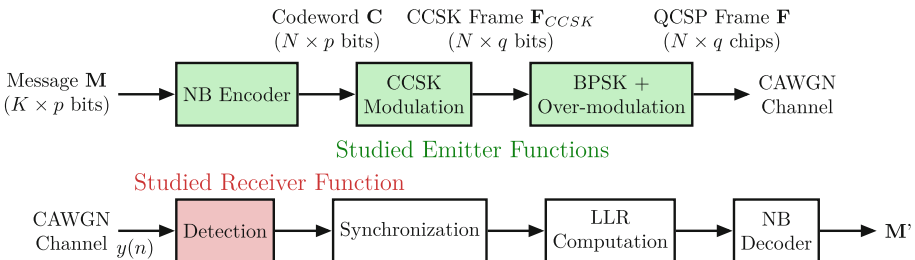 Codeword C
(N × p bits)
CCSK Frame F_CCSK
(N × q bits)
QCSP Frame F
(N × q chips)
Message M
(K × p bits)
NB Encoder
CCSK
Modulation
BPSK +
Over-modulation
CAWGN
Channel
Studied Emitter Functions
Studied Receiver Function
CAWGN
Channel
y(n)
Detection
Synchronization
LLR
Computation
NB
Decoder
M'